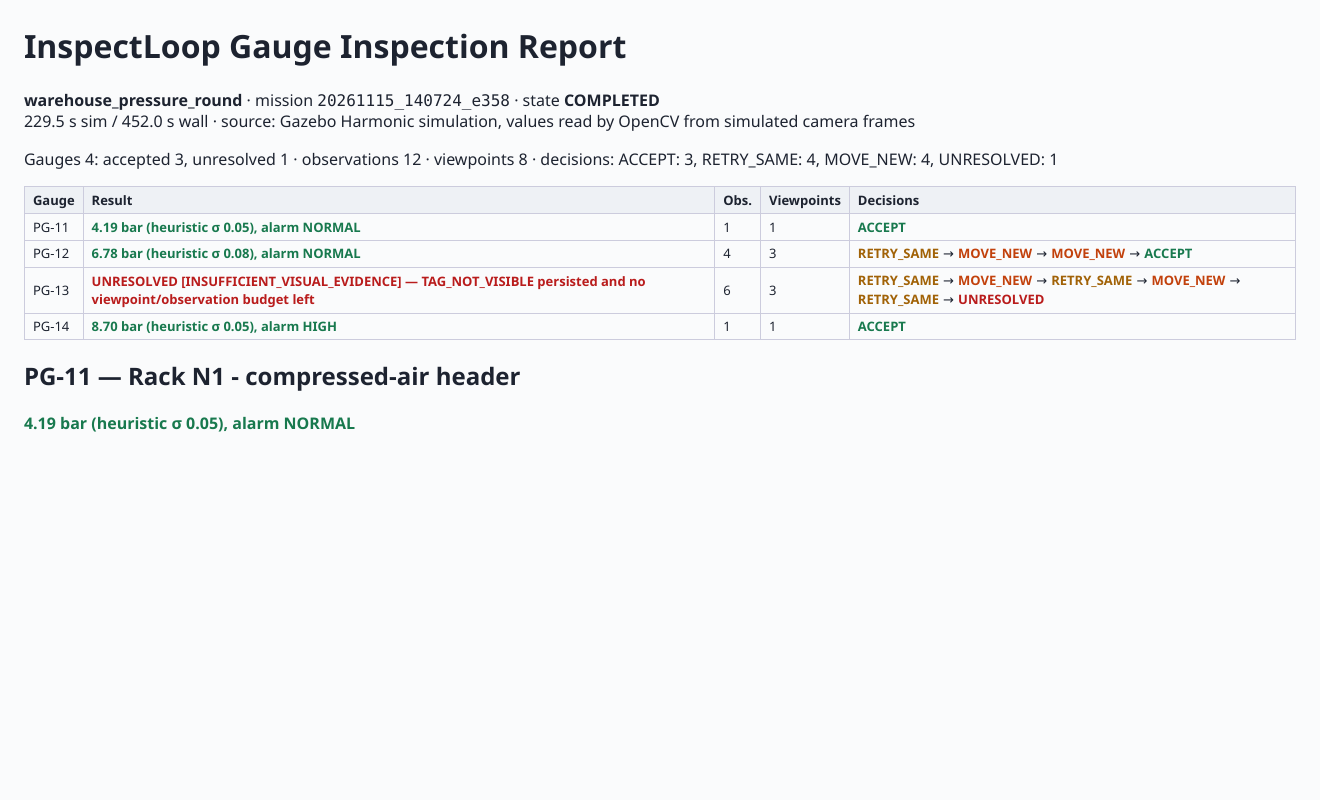 InspectLoop Gauge Inspection Report
warehouse_pressure_round · mission 20261115_140724_e358 · state COMPLETED
229.5 s sim / 452.0 s wall · source: Gazebo Harmonic simulation, values read by OpenCV from simulated camera frames
Gauges 4: accepted 3, unresolved 1 · observations 12 · viewpoints 8 · decisions: ACCEPT: 3, RETRY_SAME: 4, MOVE_NEW: 4, UNRESOLVED: 1
Gauge Result Obs. Viewpoints Decisions
PG-11 4.19 bar (heuristic σ 0.05), alarm NORMAL 1 1 ACCEPT
PG-12 6.78 bar (heuristic σ 0.08), alarm NORMAL 4 3 RETRY_SAME → MOVE_NEW → MOVE_NEW → ACCEPT
PG-13 UNRESOLVED [INSUFFICIENT_VISUAL_EVIDENCE] — TAG_NOT_VISIBLE persisted and no
viewpoint/observation budget left 6 3 RETRY_SAME → MOVE_NEW → RETRY_SAME → MOVE_NEW →
RETRY_SAME → UNRESOLVED
PG-14 8.70 bar (heuristic σ 0.05), alarm HIGH 1 1 ACCEPT
PG-11 — Rack N1 - compressed-air header
4.19 bar (heuristic σ 0.05), alarm NORMAL